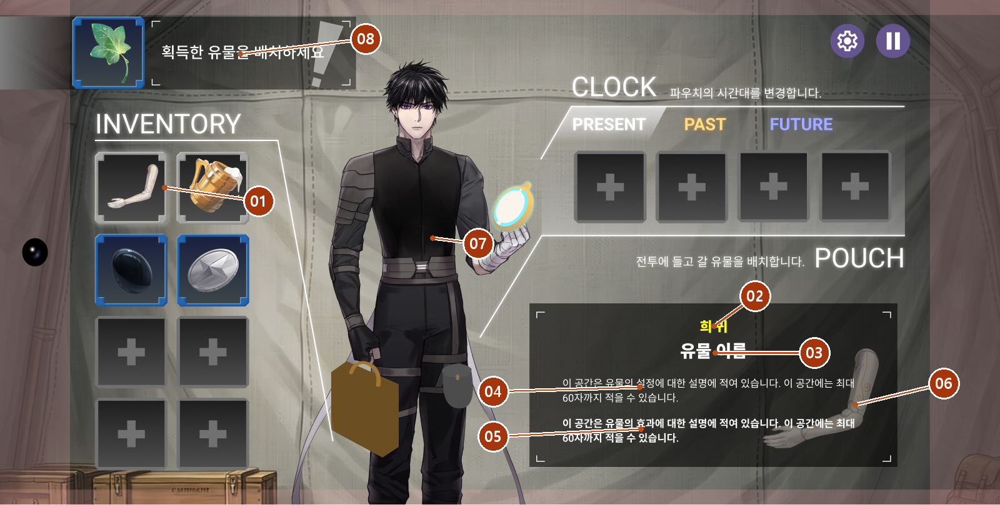 획득한 유물을 배치하세요
08
CLOCK 파우치의 시간대를 변경합니다.
PRESENT PAST FUTURE
INVENTORY
01
07
전투에 들고 갈 유물을 배치합니다. POUCH
02
희귀
유물 이름
03
04
이 공간은 유물의 설정에 대한 설명에 적여 있습니다. 이 공간에는 최대
60자까지 적을 수 있습니다.
06
05
이 공간은 유물의 효과에 대한 설명에 적여 있습니다. 이 공간에는 최대
60자까지 적을 수 있습니다.